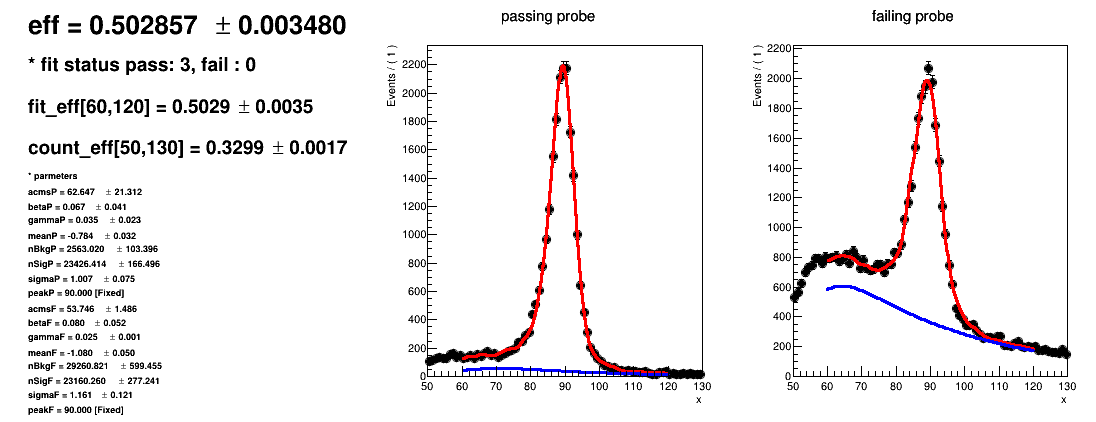 eff = 0.502857 ± 0.003480
* fit status pass: 3, fail : 0
fit_eff[60,120] = 0.5029 ± 0.0035
count_eff[50,130] = 0.3299 ± 0.0017
* parmeters
acmsP = 62.647 ± 21.312
betaP = 0.067 ± 0.041
gammaP = 0.035 ± 0.023
meanP = -0.784 ± 0.032
nBkgP = 2563.020 ± 103.396
nSigP = 23426.414 ± 166.496
sigmaP = 1.007 ± 0.075
peakP = 90.000 [Fixed]
acmsF = 53.746 ± 1.486
betaF = 0.080 ± 0.052
gammaF = 0.025 ± 0.001
meanF = -1.080 ± 0.050
nBkgF = 29260.821 ± 599.455
nSigF = 23160.260 ± 277.241
sigmaF = 1.161 ± 0.121
peakF = 90.000 [Fixed]
passing probe
Events / ( 1 )
2200
2000
1800
1600
1400
1200
1000
800
600
400
200
0
50 60 70 80 90 100 110 120 130
x
failing probe
Events / ( 1 )
2200
2000
1800
1600
1400
1200
1000
800
600
400
200
0
50 60 70 80 90 100 110 120 130
x